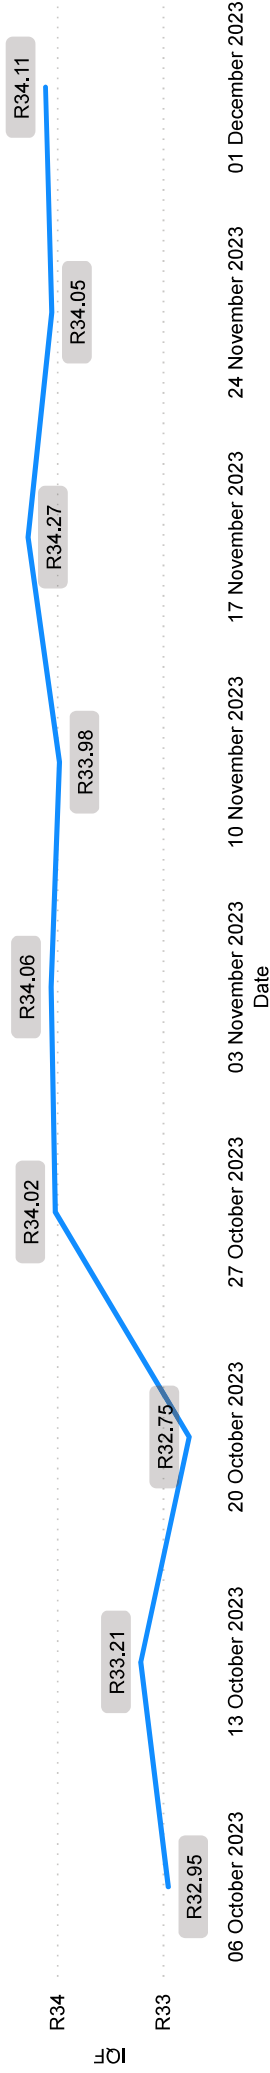 R34
R33
IQF
R32.95
R33.21
R32.75
R34.02
R34.06
R33.98
R34.27
R34.05
R34.11
06 October 2023
13 October 2023
20 October 2023
27 October 2023
03 November 2023
10 November 2023
17 November 2023
24 November 2023
01 December 2023
Date